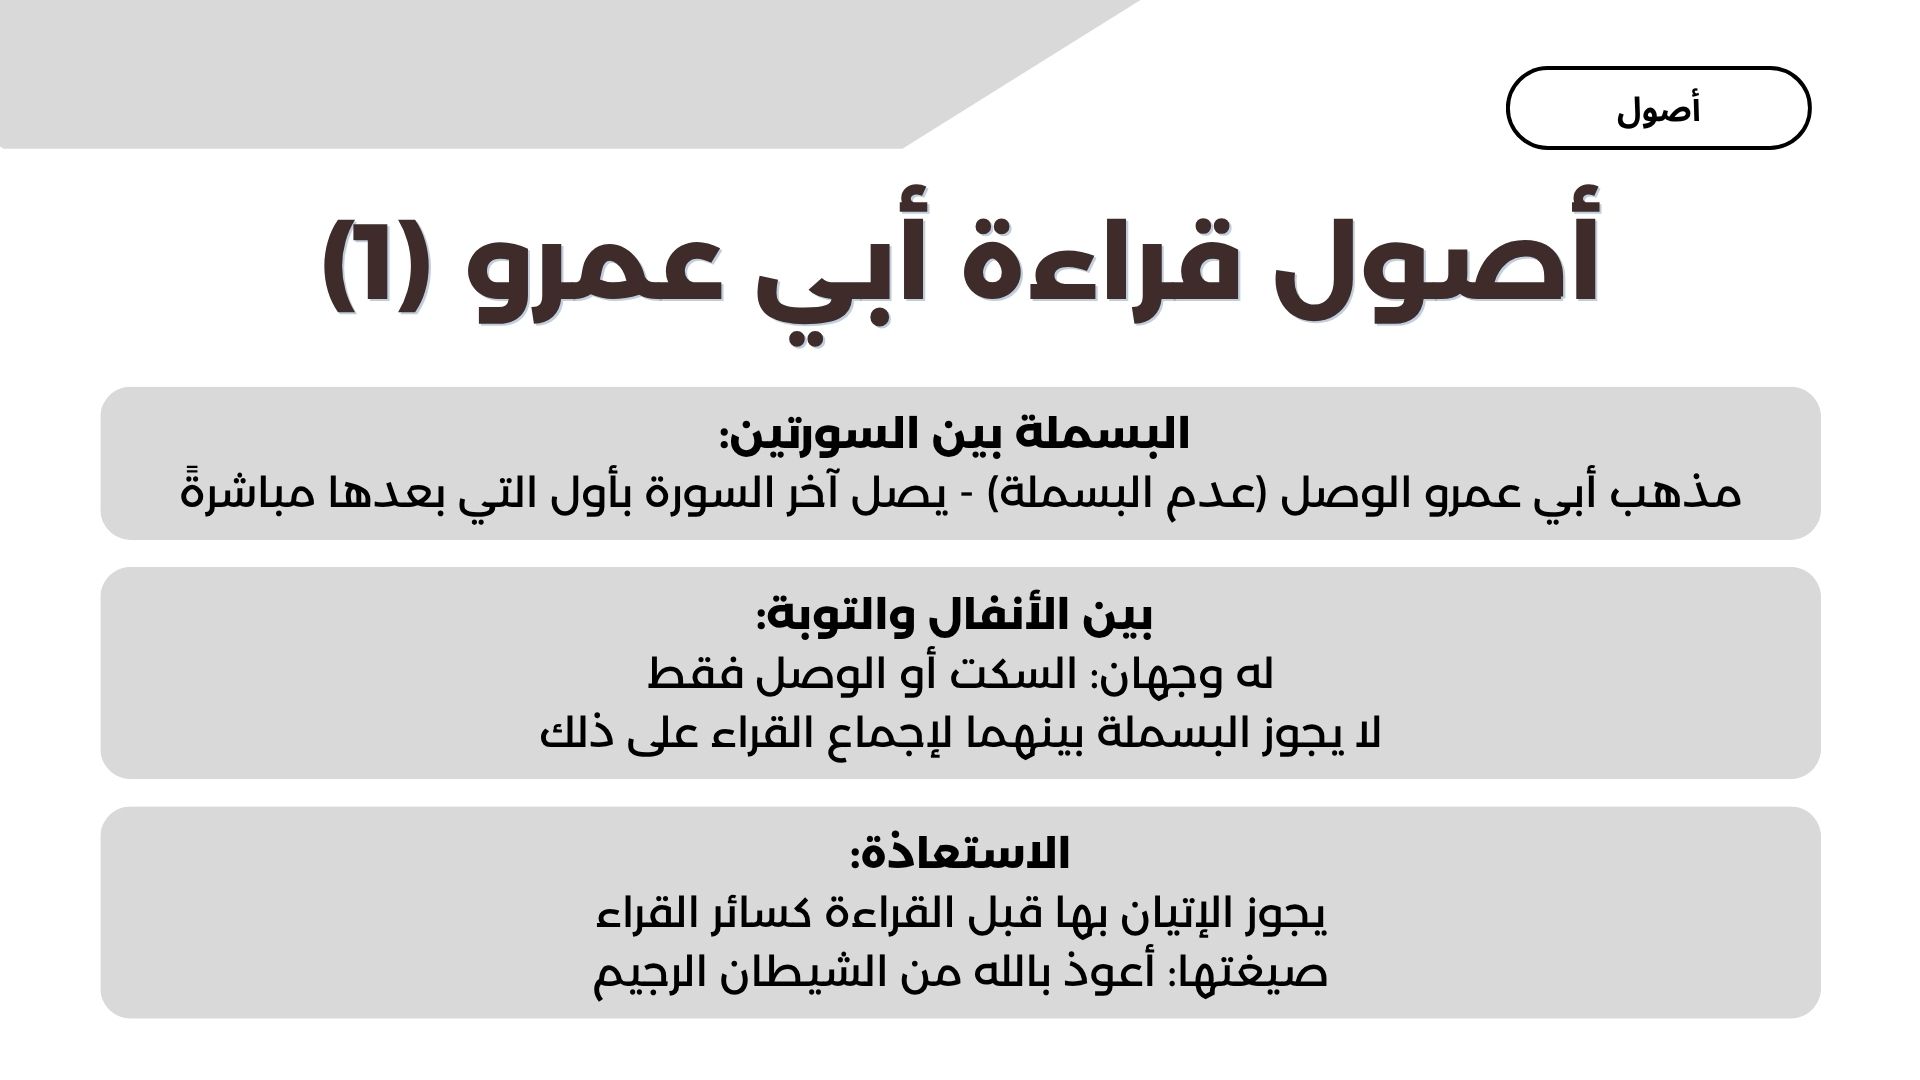 أصول
أصول قراءة أبي عمرو (1)
البسملة بين السورتين:
مذهب أبي عمرو الوصل (عدم البسملة) - يصل آخر السورة بأول التي بعدها مباشرةً
بين الأنفال والتوبة:
له وجهان: السكت أو الوصل فقط
لا يجوز البسملة بينهما لإجماع القراء على ذلك
الاستعاذة:
يجوز الإتيان بها قبل القراءة كسائر القراء
صيغتها: أعوذ بالله من الشيطان الرجيم